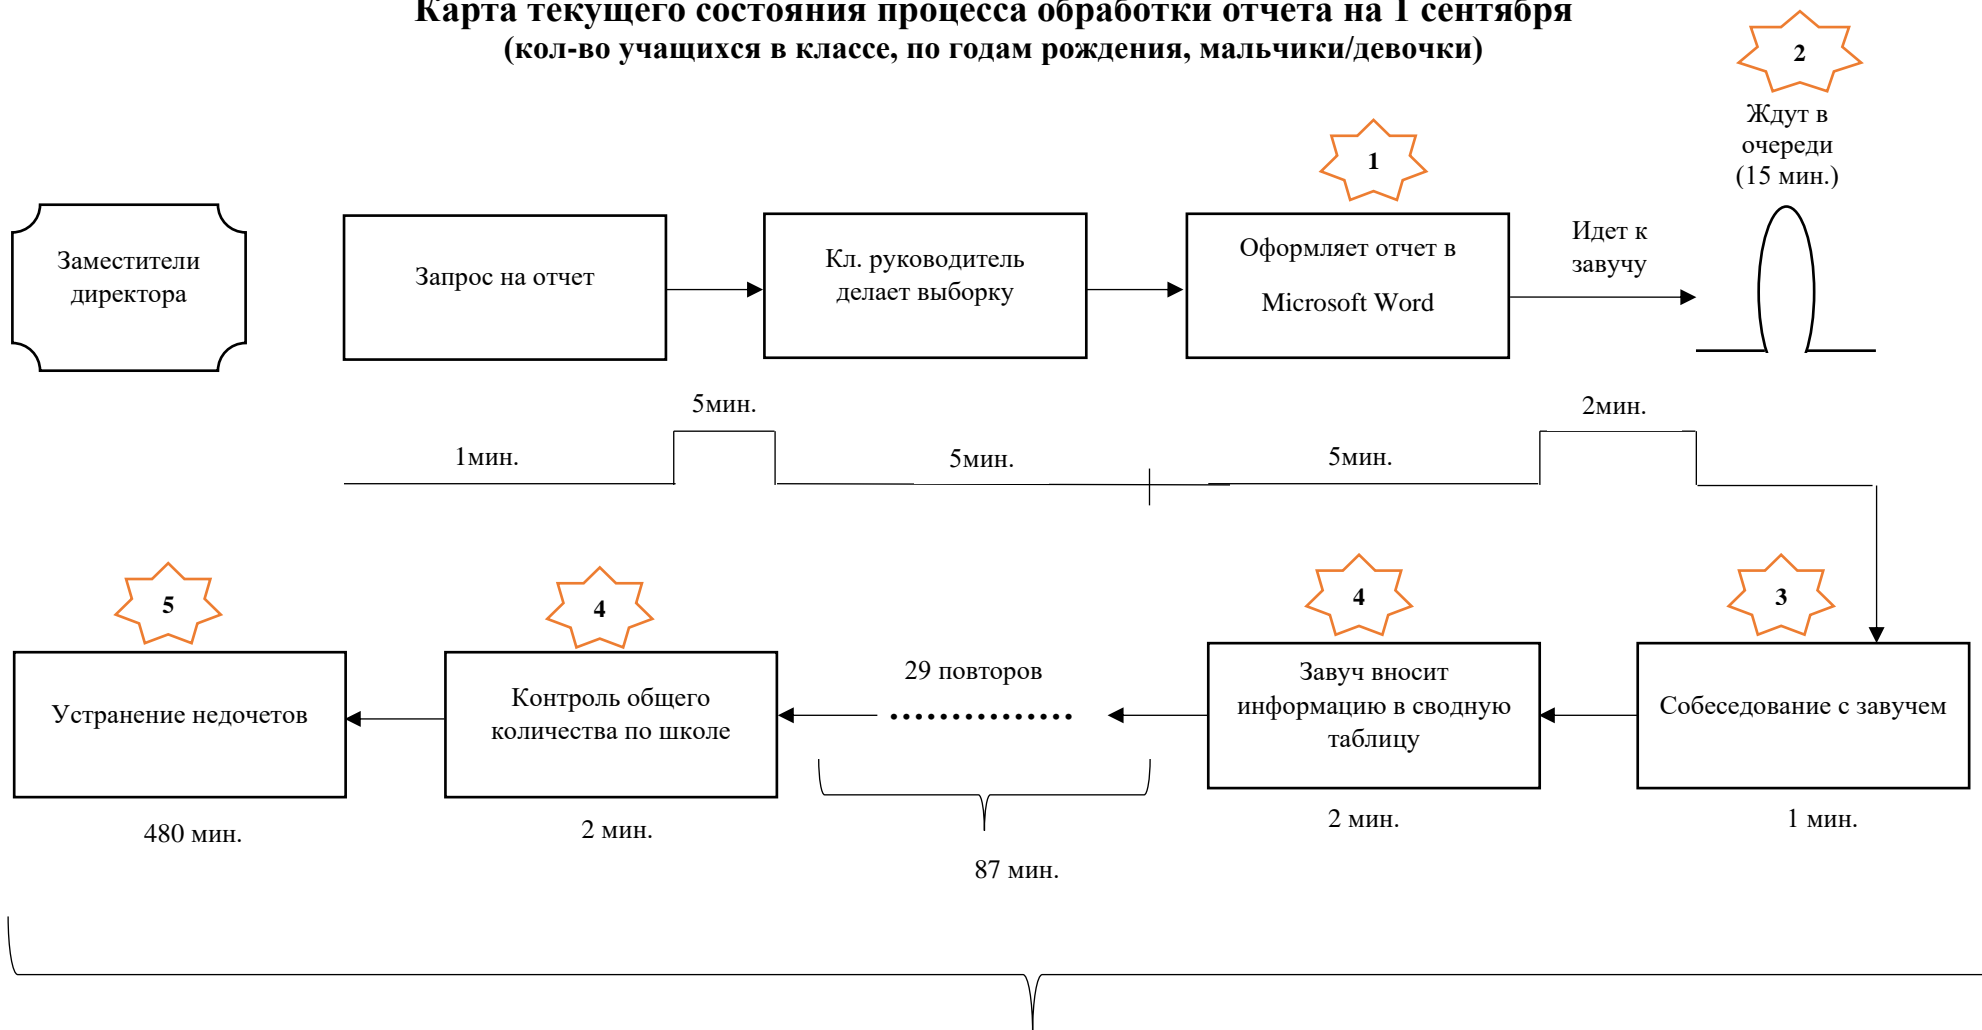 Карта текущего состояния процесса обработки отчета на 1 сентября
(кол-во учащихся в классе, по годам рождения, мальчики/девочки)
2
Ждут в
очереди
(15 мин.)
1
Заместители
директора
Запрос на отчет
Кл. руководитель
делает выборку
Оформляет отчет в
Microsoft Word
Идет к
завучу
5мин.
2мин.
1мин.
5мин.
5мин.
5
4
4
3
Устранение недочетов
Контроль общего
количества по школе
29 повторов
Завуч вносит
информацию в сводную
таблицу
Собеседование с завучем
480 мин.
2 мин.
87 мин.
2 мин.
1 мин.